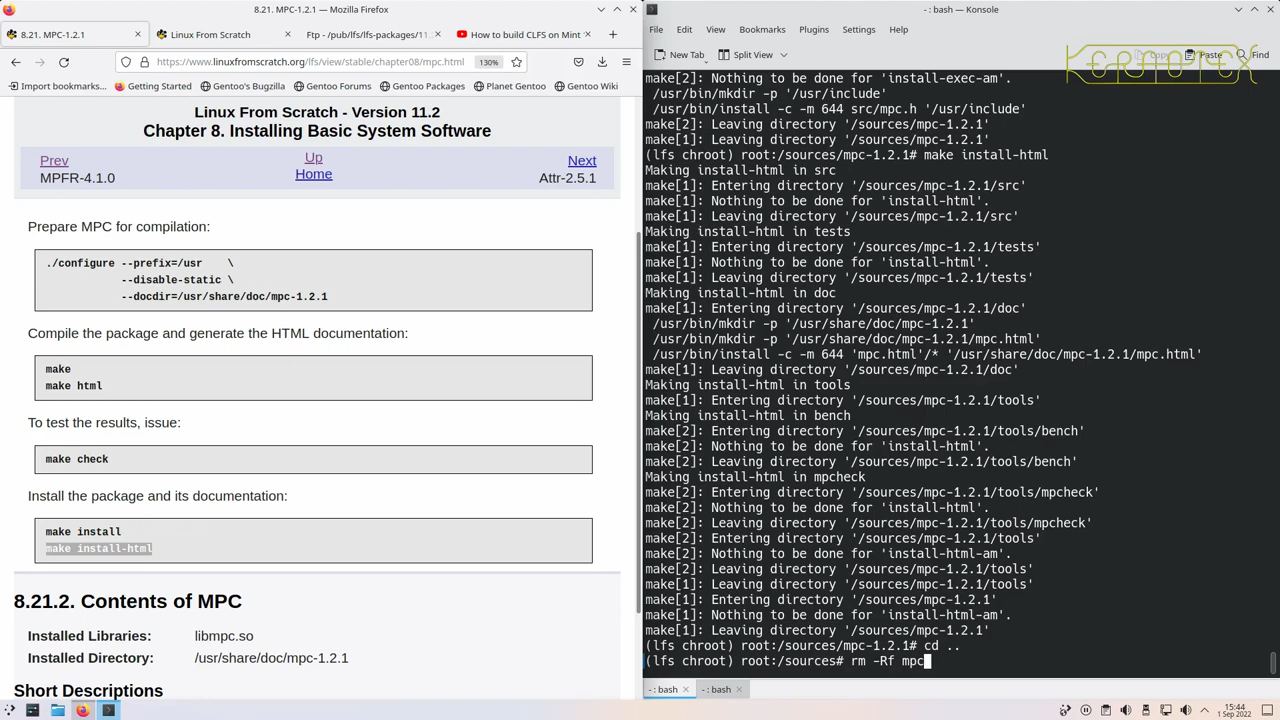 8.21. MPC-1.2.1 — Mozilla Firefox
8.21. MPC-1.2.1
Linux From Scratch
Ftp - /pub/lfs/lfs-packages/11.
How to build CLFS on Mint
https://www.linuxfromscratch.org/lfs/view/stable/chapter08/mpc.html
130%
Import bookmarks...
Getting Started
Gentoo's Bugzilla
Gentoo Forums
Gentoo Packages
Planet Gentoo
Gentoo Wiki
Linux From Scratch - Version 11.2
Chapter 8. Installing Basic System Software
Prev
Up
Next
MPFR-4.1.0
Home
Attr-2.5.1
Prepare MPC for compilation:
./configure --prefix=/usr    \
--disable-static \
--docdir=/usr/share/doc/mpc-1.2.1
Compile the package and generate the HTML documentation:
make
make html
To test the results, issue:
make check
Install the package and its documentation:
make install
make install-html
8.21.2. Contents of MPC
Installed Libraries: libmpc.so
Installed Directory: /usr/share/doc/mpc-1.2.1
Short Descriptions
- : bash — Konsole
File Edit View Bookmarks Plugins Settings Help
New Tab
Split View
Copy
Paste
Find
KERAMPLEX
make[2]: Nothing to be done for 'install-exec-am'.
/usr/bin/mkdir -p '/usr/include'
/usr/bin/install -c -m 644 src/mpc.h '/usr/include'
make[2]: Leaving directory '/sources/mpc-1.2.1'
make[1]: Leaving directory '/sources/mpc-1.2.1'
(lfs chroot) root:/sources/mpc-1.2.1# make install-html
Making install-html in src
make[1]: Entering directory '/sources/mpc-1.2.1/src'
make[1]: Nothing to be done for 'install-html'.
make[1]: Leaving directory '/sources/mpc-1.2.1/src'
Making install-html in tests
make[1]: Entering directory '/sources/mpc-1.2.1/tests'
make[1]: Nothing to be done for 'install-html'.
make[1]: Leaving directory '/sources/mpc-1.2.1/tests'
Making install-html in doc
make[1]: Entering directory '/sources/mpc-1.2.1/doc'
/usr/bin/mkdir -p '/usr/share/doc/mpc-1.2.1'
/usr/bin/mkdir -p '/usr/share/doc/mpc-1.2.1/mpc.html'
/usr/bin/install -c -m 644 'mpc.html'/* '/usr/share/doc/mpc-1.2.1/mpc.html'
make[1]: Leaving directory '/sources/mpc-1.2.1/doc'
Making install-html in tools
make[1]: Entering directory '/sources/mpc-1.2.1/tools'
Making install-html in bench
make[2]: Entering directory '/sources/mpc-1.2.1/tools/bench'
make[2]: Nothing to be done for 'install-html'.
make[2]: Leaving directory '/sources/mpc-1.2.1/tools/bench'
Making install-html in mpcheck
make[2]: Entering directory '/sources/mpc-1.2.1/tools/mpcheck'
make[2]: Nothing to be done for 'install-html'.
make[2]: Leaving directory '/sources/mpc-1.2.1/tools/mpcheck'
make[2]: Entering directory '/sources/mpc-1.2.1/tools'
make[2]: Nothing to be done for 'install-html-am'.
make[2]: Leaving directory '/sources/mpc-1.2.1/tools'
make[1]: Leaving directory '/sources/mpc-1.2.1/tools'
make[1]: Entering directory '/sources/mpc-1.2.1'
make[1]: Nothing to be done for 'install-html-am'.
make[1]: Leaving directory '/sources/mpc-1.2.1'
(lfs chroot) root:/sources/mpc-1.2.1# cd ..
(lfs chroot) root:/sources# rm -Rf mpc
- : bash
- : bash
15:44
1 Sep 2022